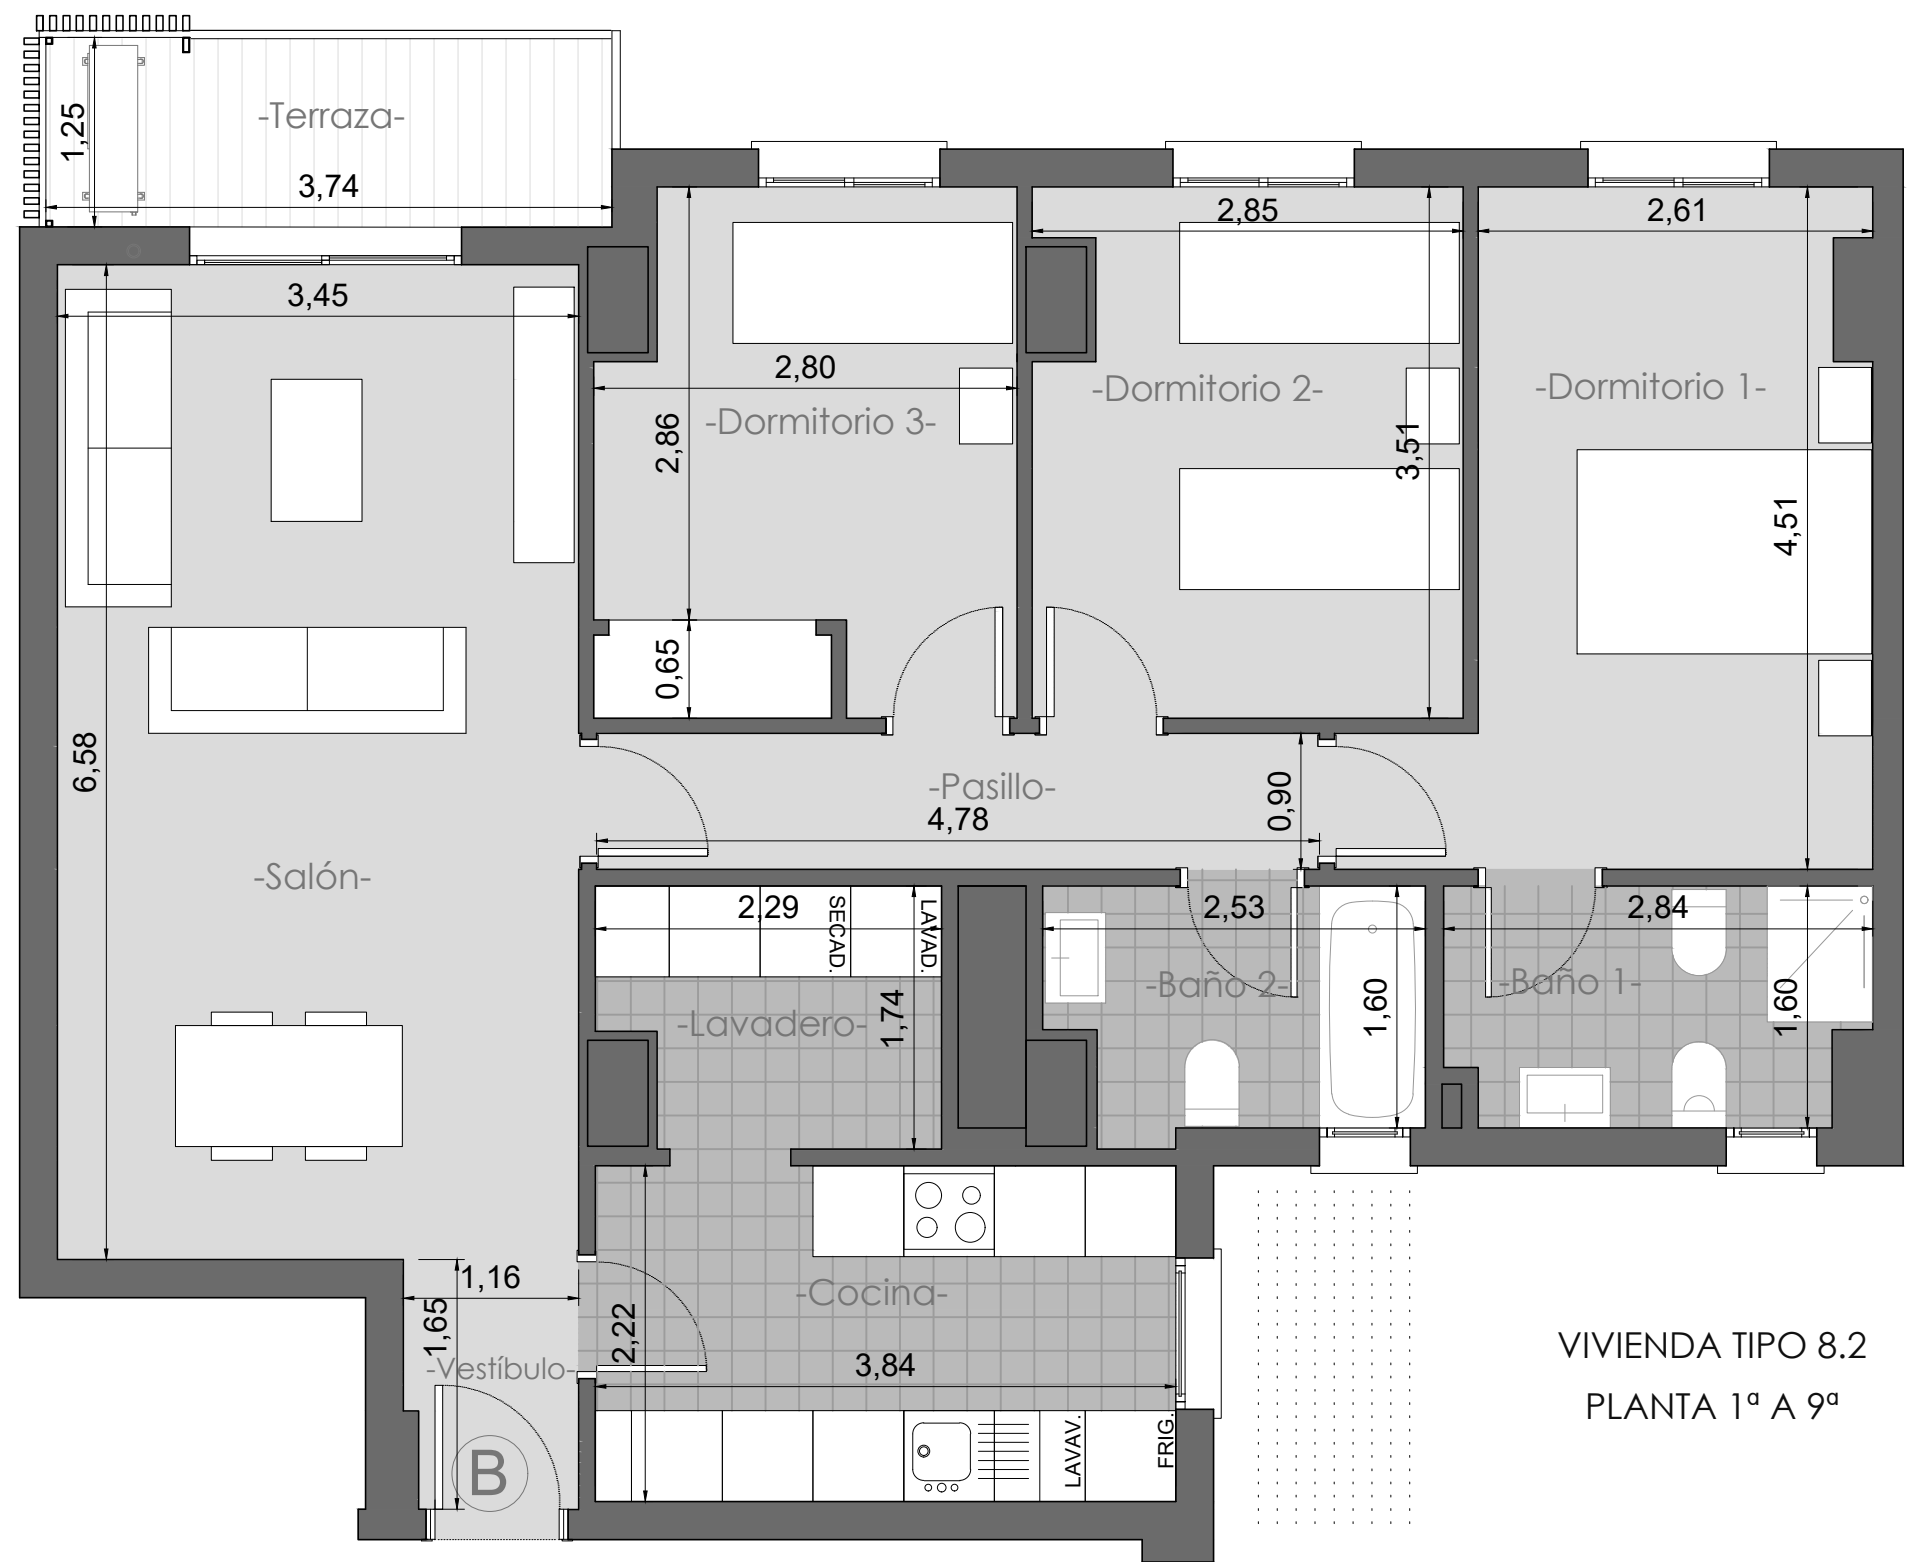 -Terraza-
1,25
3,74
2,85
2,61
3,45
2,80
-Dormitorio 3-
-Dormitorio 2-
-Dormitorio 1-
2,86
3,51
4,51
0,65
6,58
-Pasillo-
4,78
0,90
-Salón-
2,29
SECAD.
LAVAD.
2,53
2,84
-Lavadero-
1,74
-Baño 2-
1,60
-Baño 1-
1,60
1,16
1,65
-Vestíbulo-
-Cocina-
2,22
3,84
B
LAVAV.
FRIG.
VIVIENDA TIPO 8.2
PLANTA 1ª A 9ª